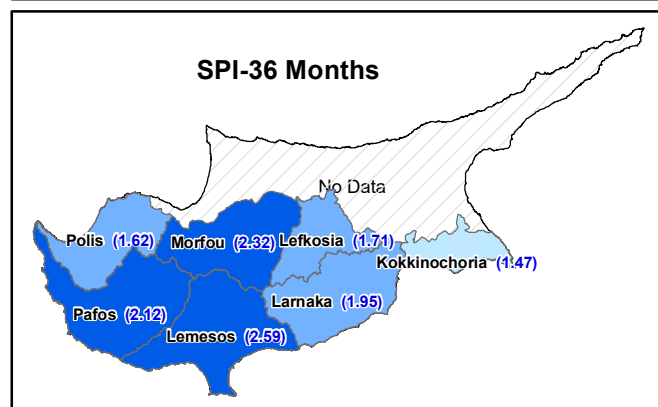 SPI-36 Months
No Data
Polis (1.62)
Morfou (2.32)
Lefkosia (1.71)
Kokkinochoria (1.47)
Pafos (2.12)
Larnaka (1.95)
Lemesos (2.59)